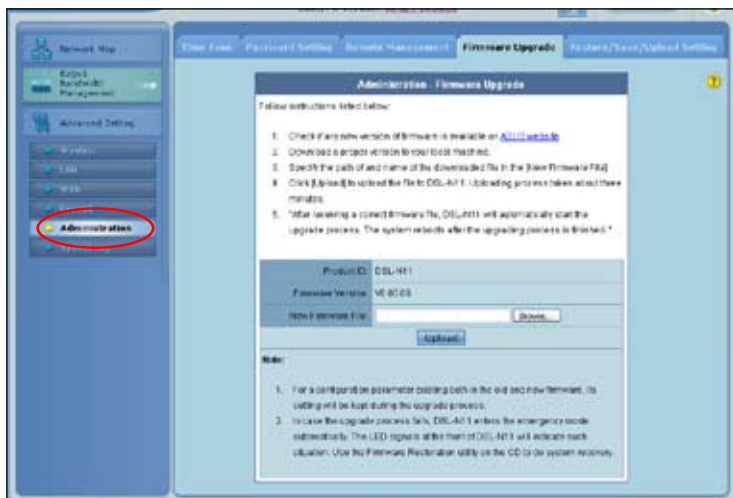 Network Map
Time Zone Password Setting Remote Management Firmware Upgrade Restore/Save/Upload Setting
EzQoS
Bandwidth
Management
Advanced Setting
Wireless
LAN
WAN
Administration
Administration - Firmware Upgrade
Follow instructions listed below:
1. Check if any new version of firmware is available on ASUS website
2. Download a proper version to your local machine.
3. Specify the path of and name of the downloaded file in the [New Firmware File]
4. Click [Upload] to upload the file to DSL-N11. Uploading process takes about three
minutes.
5. "After receiving a correct firmware file, DSL-N11 will automatically start the
upgrade process. The system reboots after the upgrading process is finished."
Product ID: DSL-N11
Firmware Version:
New Firmware File: Browse...
Upload
Note:
1. For a configuration parameter existing both in the old and new firmware, its
setting will be kept during the upgrade process.
2. In case the upgrade process fails, DSL-N11 enters the emergency mode
automatically. The LED signals at the front of DSL-N11 will indicate such
situation. Use the Firmware Restoration utility on the CD to do system recovery.